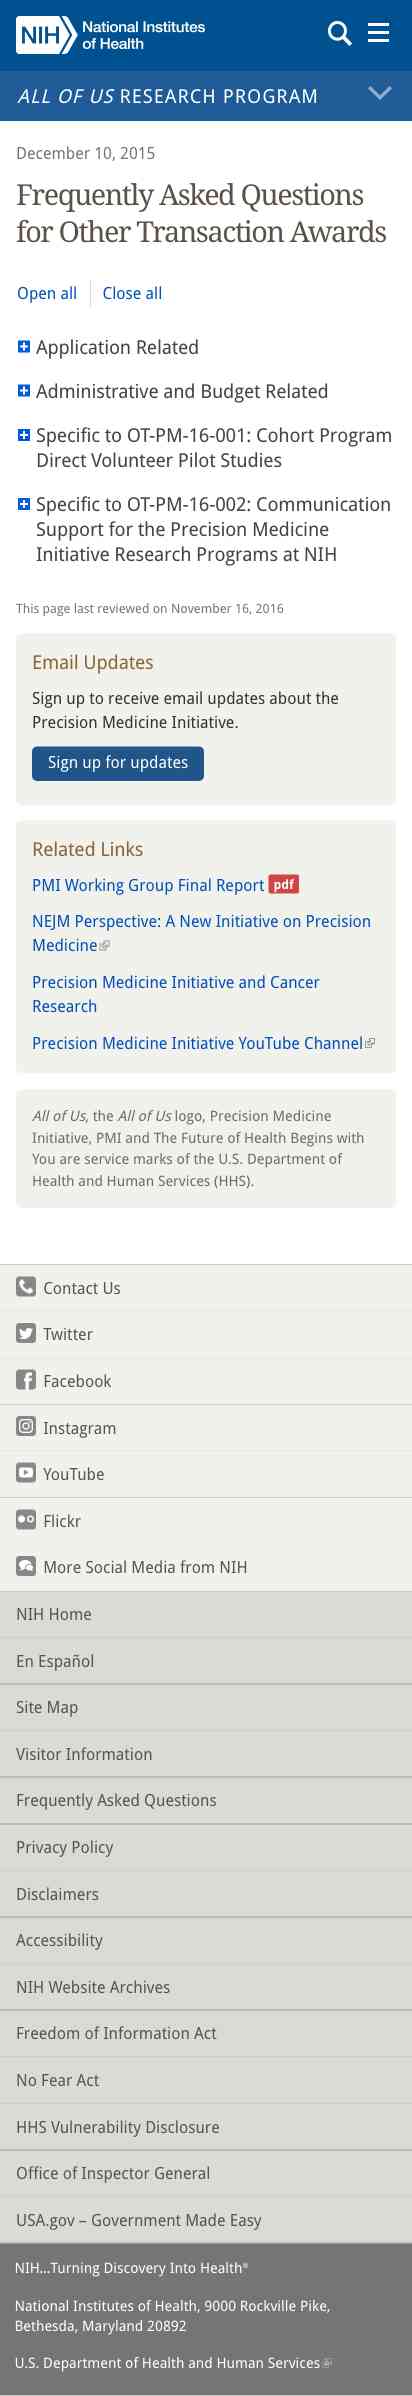 NIH National Institutes
of Health
ALL OF US RESEARCH PROGRAM
December 10, 2015
Frequently Asked Questions
for Other Transaction Awards
Open all Close all
Application Related
Administrative and Budget Related
Specific to OT-PM-16-001: Cohort Program
Direct Volunteer Pilot Studies
Specific to OT-PM-16-002: Communication
Support for the Precision Medicine
Initiative Research Programs at NIH
This page last reviewed on November 16, 2016
Email Updates
Sign up to receive email updates about the
Precision Medicine Initiative.
Sign up for updates
Related Links
PMI Working Group Final Report pdf
NEJM Perspective: A New Initiative on Precision
Medicine
Precision Medicine Initiative and Cancer
Research
Precision Medicine Initiative YouTube Channel
All of Us, the All of Us logo, Precision Medicine
Initiative, PMI and The Future of Health Begins with
You are service marks of the U.S. Department of
Health and Human Services (HHS).
Contact Us
Twitter
Facebook
Instagram
YouTube
Flickr
More Social Media from NIH
NIH Home
En Español
Site Map
Visitor Information
Frequently Asked Questions
Privacy Policy
Disclaimers
Accessibility
NIH Website Archives
Freedom of Information Act
No Fear Act
HHS Vulnerability Disclosure
Office of Inspector General
USA.gov – Government Made Easy
NIH...Turning Discovery Into Health®
National Institutes of Health, 9000 Rockville Pike,
Bethesda, Maryland 20892
U.S. Department of Health and Human Services